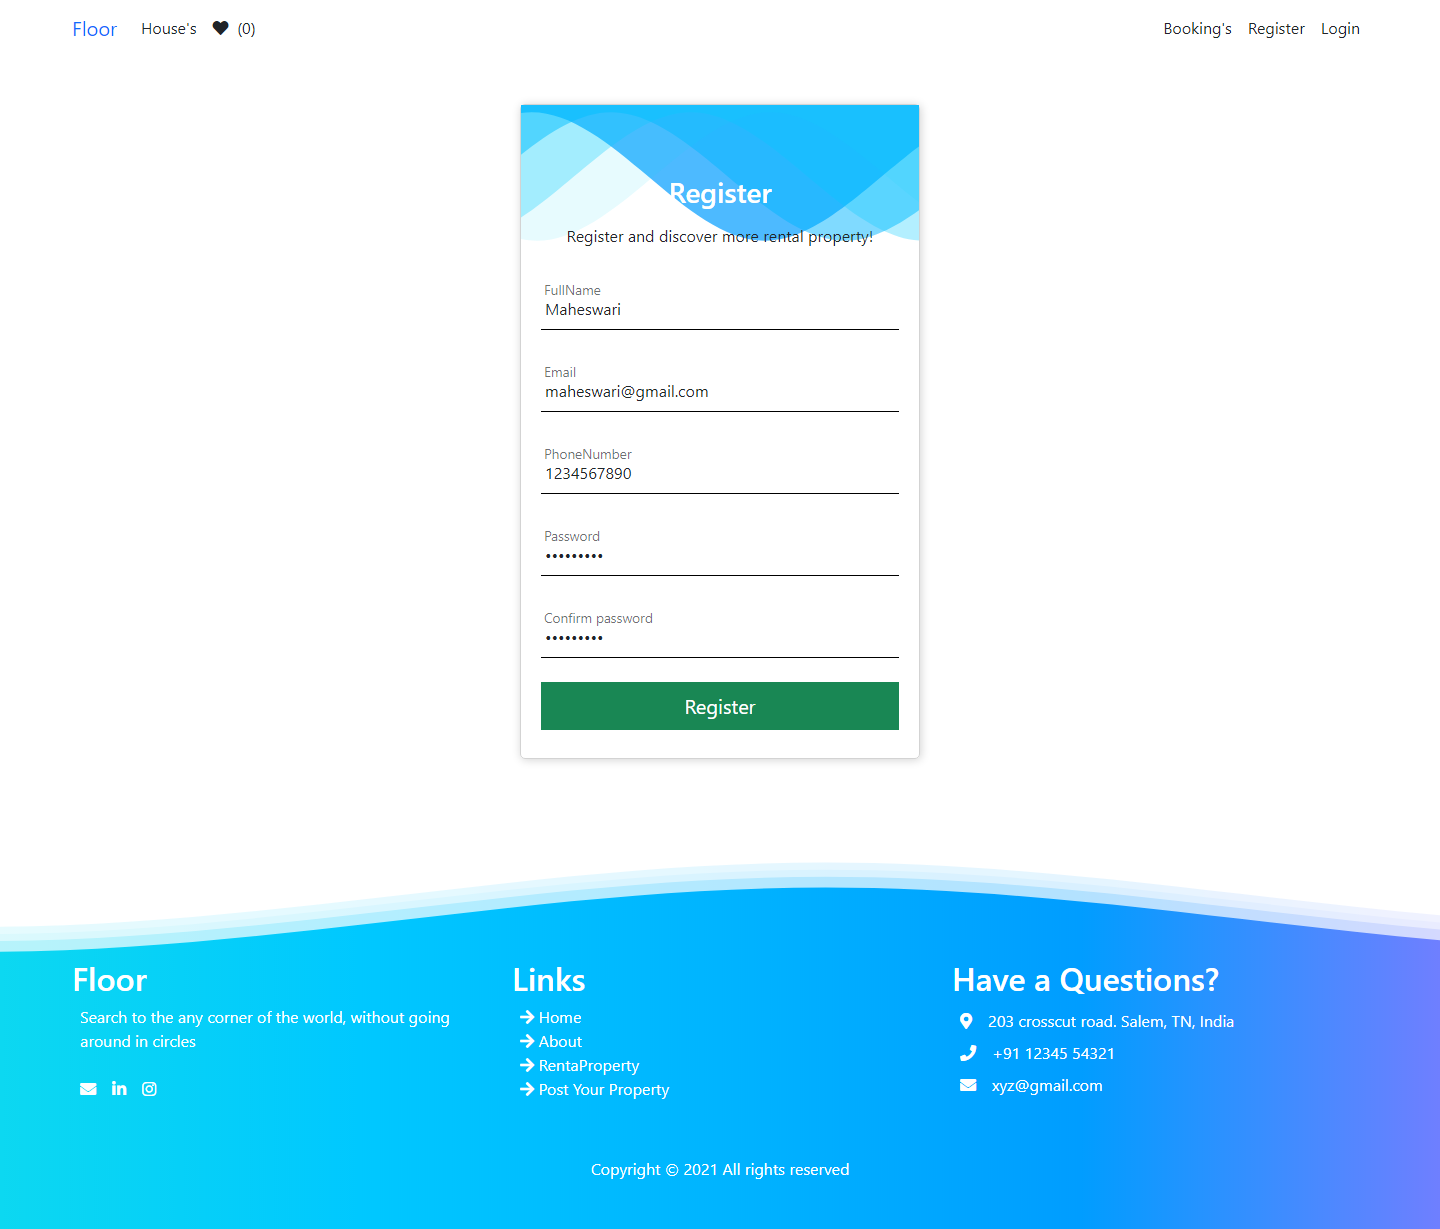 Floor House's (0) Booking's Register Login
Register
Register and discover more rental property!
FullName
Maheswari
Email
maheswari@gmail.com
PhoneNumber
1234567890
Password
•••••••••
Confirm password
•••••••••
Register
Floor
Search to the any corner of the world, without going
around in circles
Links
Home
About
RentaProperty
Post Your Property
Have a Questions?
203 crosscut road. Salem, TN, India
+91 12345 54321
xyz@gmail.com
Copyright © 2021 All rights reserved